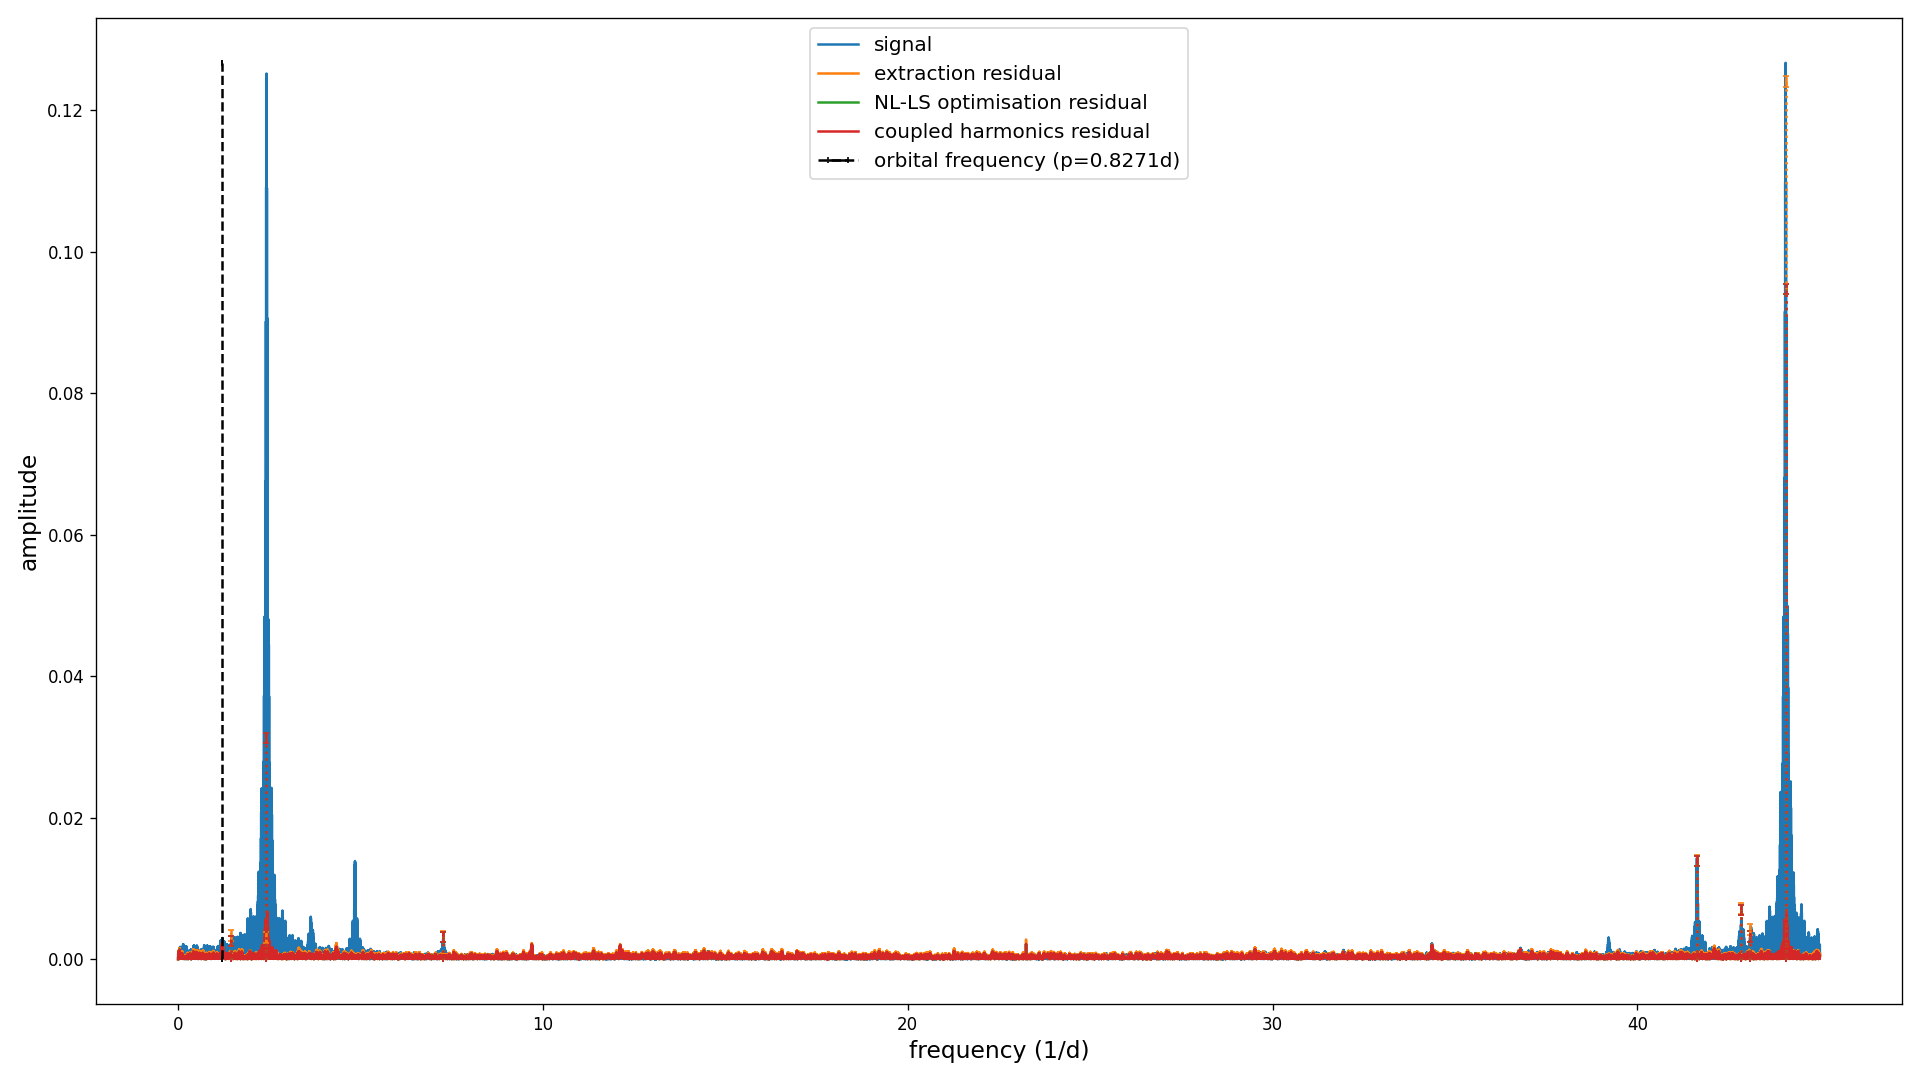 signal
extraction residual
NL-LS optimisation residual
coupled harmonics residual
orbital frequency (p=0.8271d)
0.12
0.10
0.08
0.06
0.04
0.02
0.00
amplitude
0 10 20 30 40
frequency (1/d)